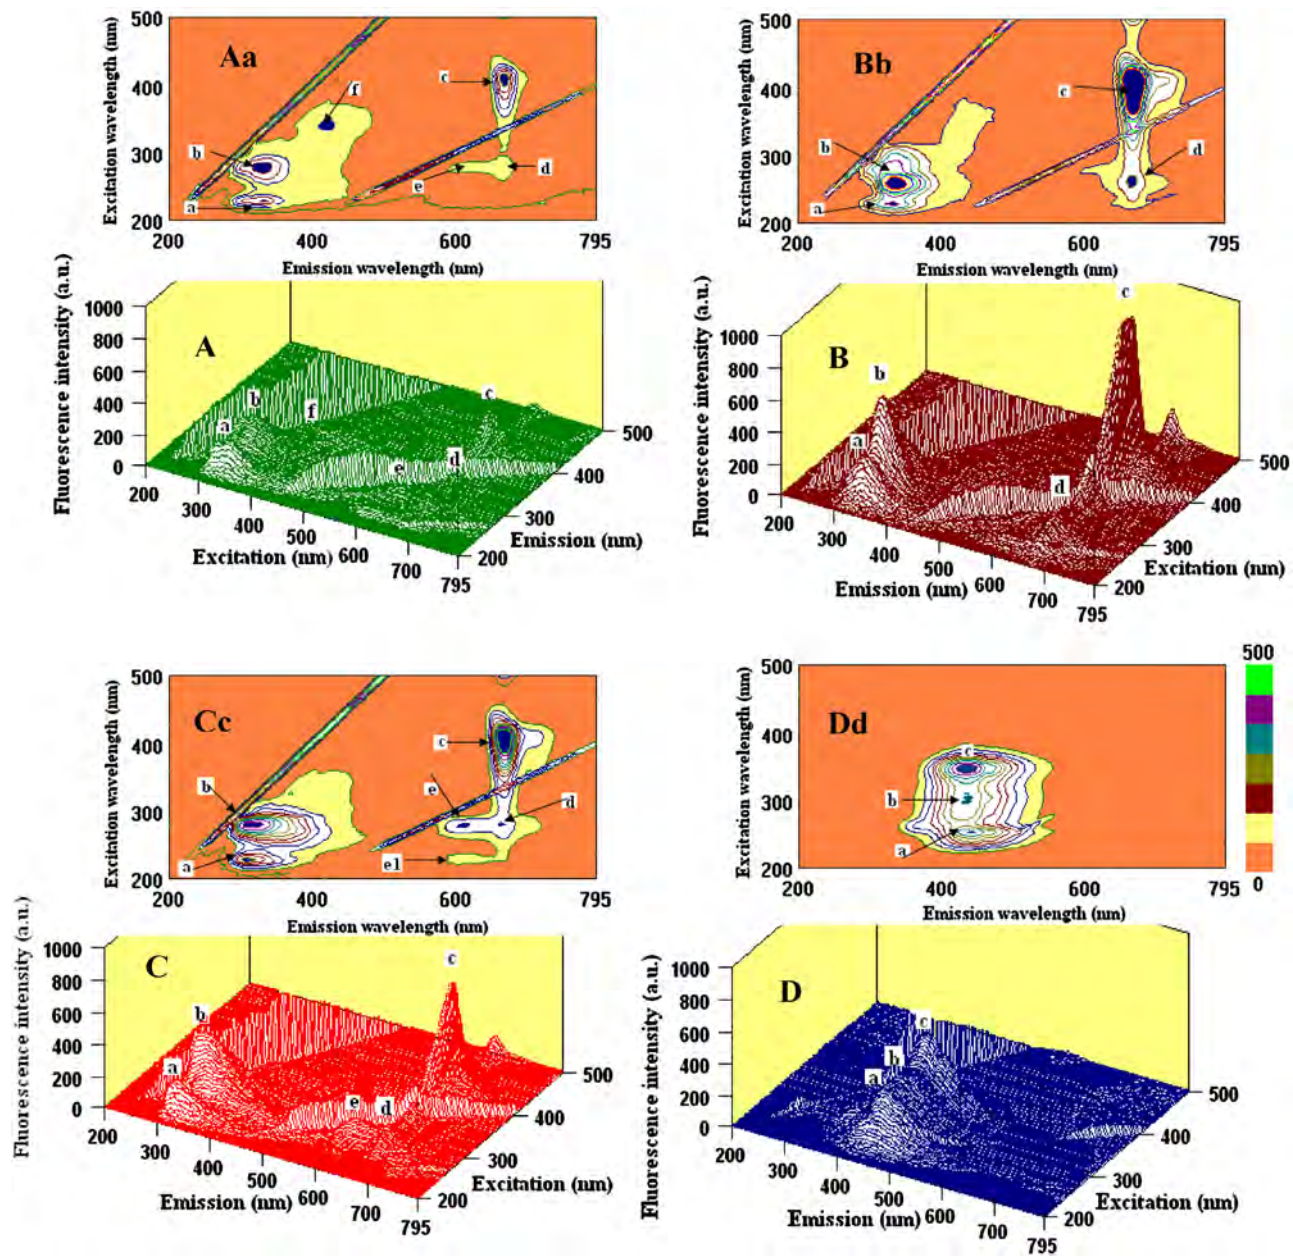 500
400
300
200
Excitation wavelength (nm)
Aa
f
c
b
a
e
d
200
400
600
795
Emission wavelength (nm)
500
400
300
200
Excitation wavelength (nm)
Bb
c
b
a
d
200
400
600
795
Emission wavelength (nm)
Fluorescence intensity (a.u.)
1000
800
600
400
200
0
A
a
b
f
c
e
d
500
400
300
200
200
300
400
500
600
700
795
Excitation (nm)
Emission (nm)
Fluorescence intensity (a.u.)
1000
800
600
400
200
0
B
c
b
a
d
500
400
300
200
200
300
400
500
600
700
795
Emission (nm)
Excitation (nm)
500
400
300
200
Excitation wavelength (nm)
Cc
c
b
e
d
a
e1
200
400
600
795
Emission wavelength (nm)
500
400
300
200
Excitation wavelength (nm)
Dd
c
b
a
200
400
600
795
Emission wavelength (nm)
500
0
Fluorescence intensity (a.u.)
1000
800
600
400
200
0
C
c
b
a
e
d
500
400
300
200
200
300
400
500
600
700
795
Emission (nm)
Excitation (nm)
Fluorescence intensity (a.u.)
1000
800
600
400
200
0
D
c
b
a
500
400
300
200
200
300
400
500
600
700
795
Emission (nm)
Excitation (nm)